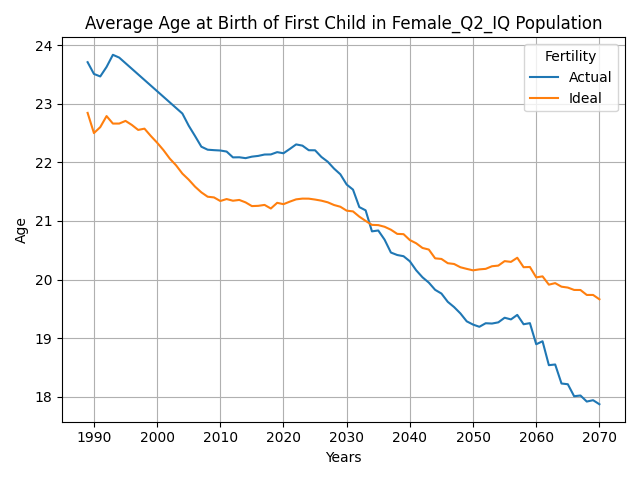 Average Age at Birth of First Child in Female_Q2_IQ Population
Fertility
Actual
Ideal
Age
24
23
22
21
20
19
18
1990
2000
2010
2020
2030
2040
2050
2060
2070
Years